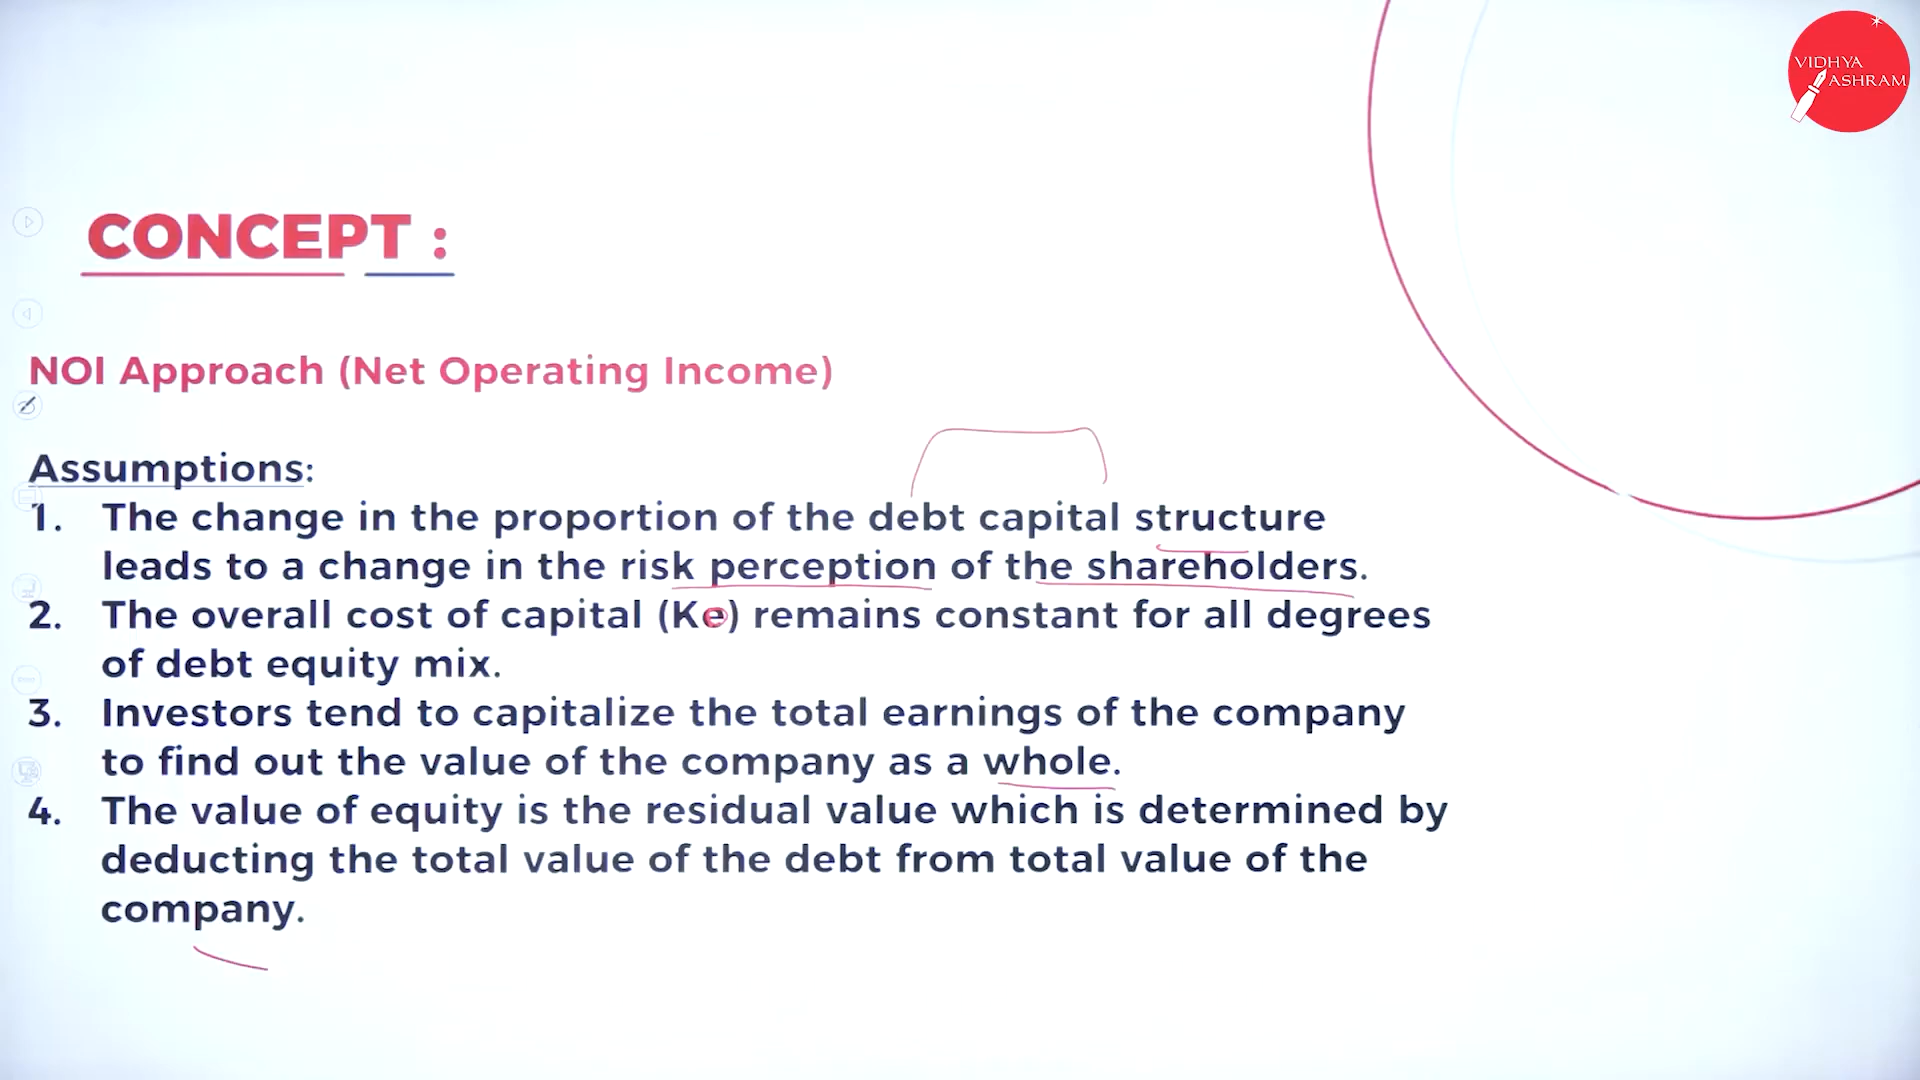 VIDHYA
ASHRAM
CONCEPT :
NOI Approach (Net Operating Income)
Assumptions:
1. The change in the proportion of the debt capital structure
leads to a change in the risk perception of the shareholders.
2. The overall cost of capital (Ke) remains constant for all degrees
of debt equity mix.
3. Investors tend to capitalize the total earnings of the company
to find out the value of the company as a whole.
4. The value of equity is the residual value which is determined by
deducting the total value of the debt from total value of the
company.